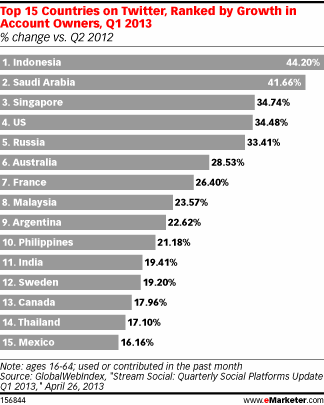 Top 15 Countries on Twitter, Ranked by Growth in
Account Owners, Q1 2013
% change vs. Q2 2012
1. Indonesia 44.20%
2. Saudi Arabia 41.66%
3. Singapore 34.74%
4. US 34.48%
5. Russia 33.41%
6. Australia 28.53%
7. France 26.40%
8. Malaysia 23.57%
9. Argentina 22.62%
10. Philippines 21.18%
11. India 19.41%
12. Sweden 19.20%
13. Canada 17.96%
14. Thailand 17.10%
15. Mexico 16.16%
Note: ages 16-64; used or contributed in the past month
Source: GlobalWebIndex, "Stream Social: Quarterly Social Platforms Update
Q1 2013," April 26, 2013
156844 www.eMarketer.com